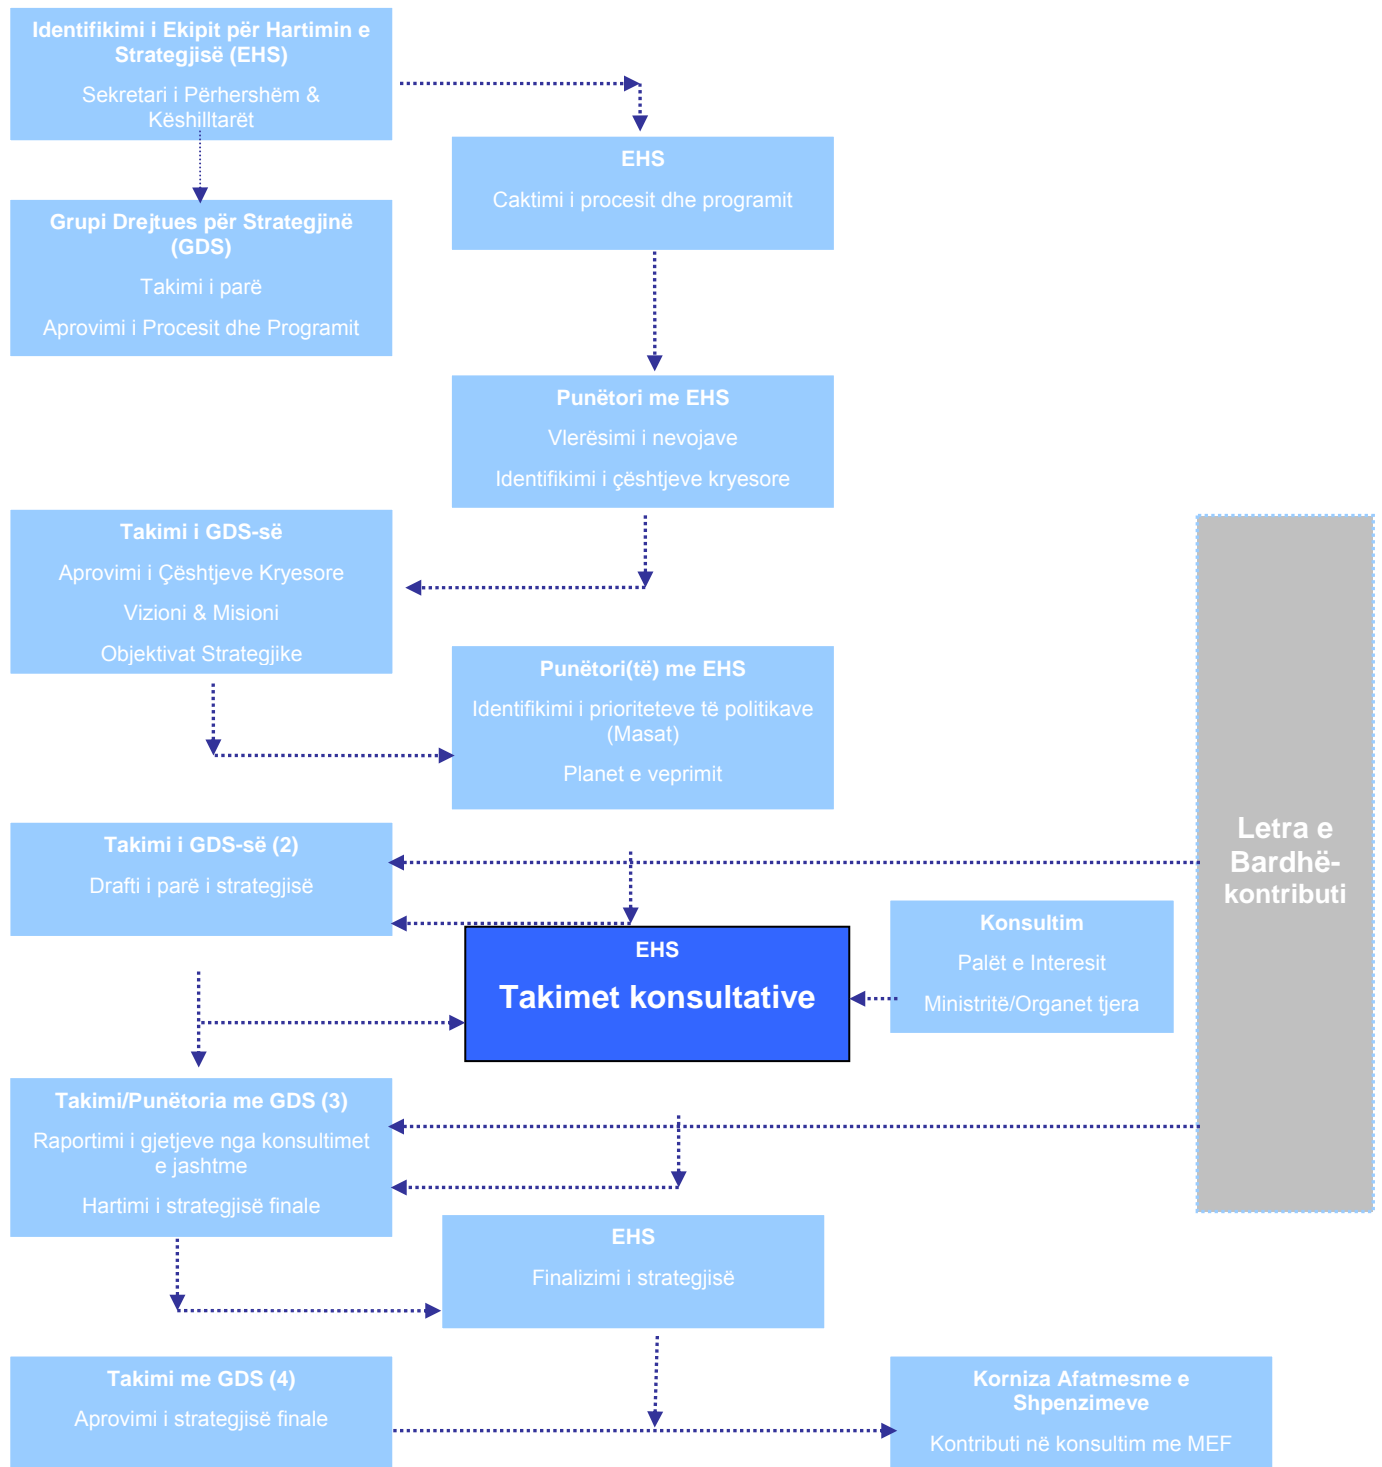 Identifikimi i Ekipit për Hartimin e
Strategjisë (EHS)
Sekretari i Përhershëm &
Këshilltarët
EHS
Caktimi i procesit dhe programit
Grupi Drejtues për Strategjinë
(GDS)
Takimi i parë
Aprovimi i Procesit dhe Programit
Punëtori me EHS
Vlerësimi i nevojave
Identifikimi i çështjeve kryesore
Takimi i GDS-së
Aprovimi i Çështjeve Kryesore
Vizioni & Misioni
Objektivat Strategjike
Punëtori(të) me EHS
Identifikimi i prioriteteve të politikave
(Masat)
Planet e veprimit
Letra e
Bardhë-
kontributi
Takimi i GDS-së (2)
Drafti i parë i strategjisë
EHS
Takimet konsultative
Konsultim
Palët e Interesit
Ministritë/Organet tjera
Takimi/Punëtoria me GDS (3)
Raportimi i gjetjeve nga konsultimet
e jashtme
Hartimi i strategjisë finale
EHS
Finalizimi i strategjisë
Takimi me GDS (4)
Aprovimi i strategjisë finale
Korniza Afatmesme e
Shpenzimeve
Kontributi në konsultim me MEF